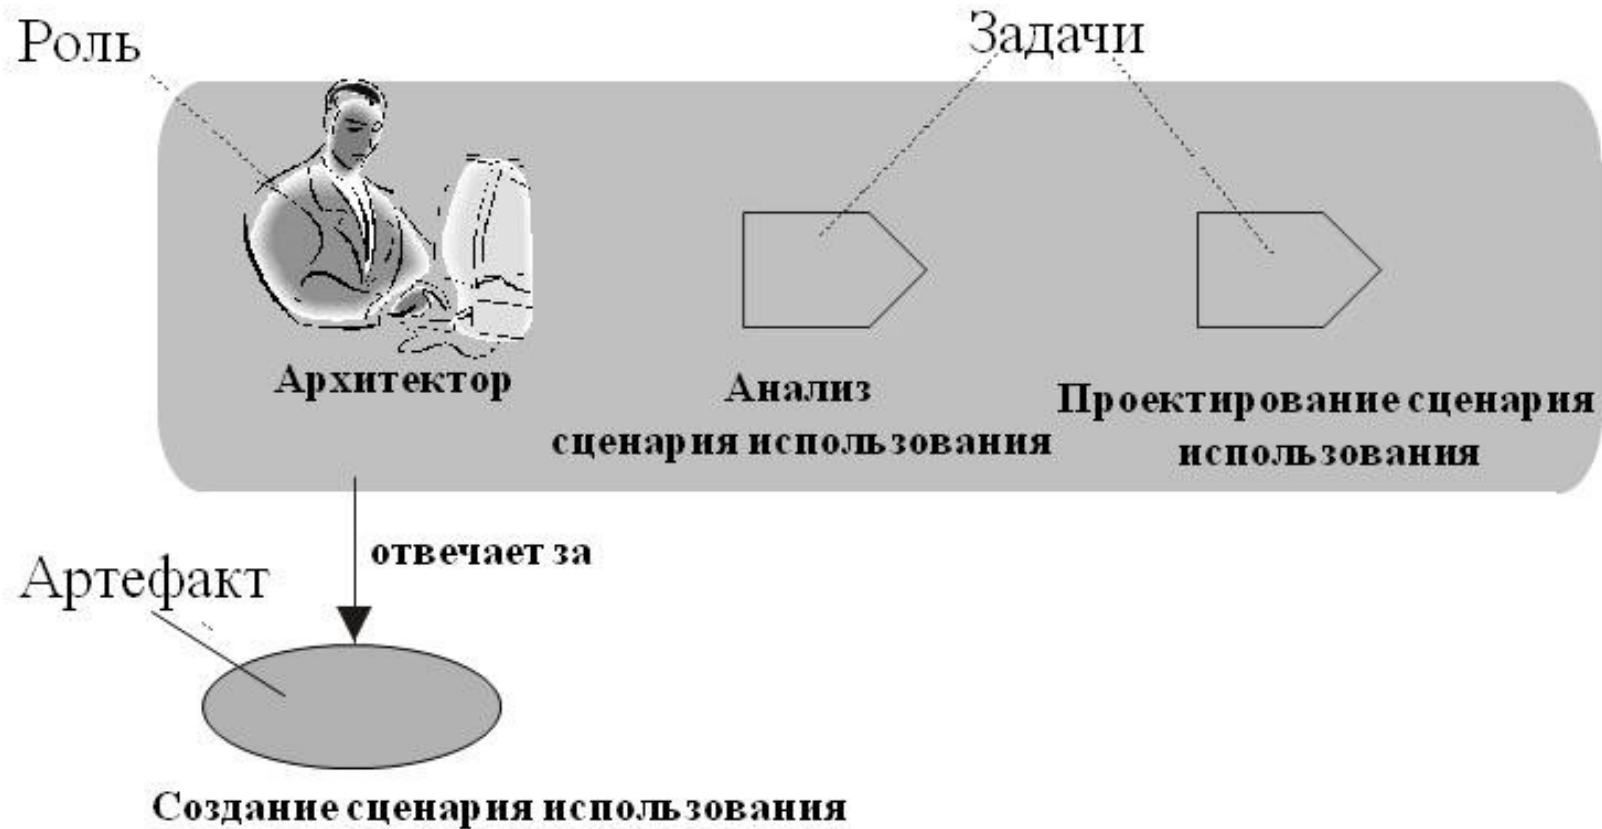 Роль
Задачи
Архитектор
Анализ
сценария использования
Проектирование сценария
использования
отвечает за
Артефакт
Создание сценария использования